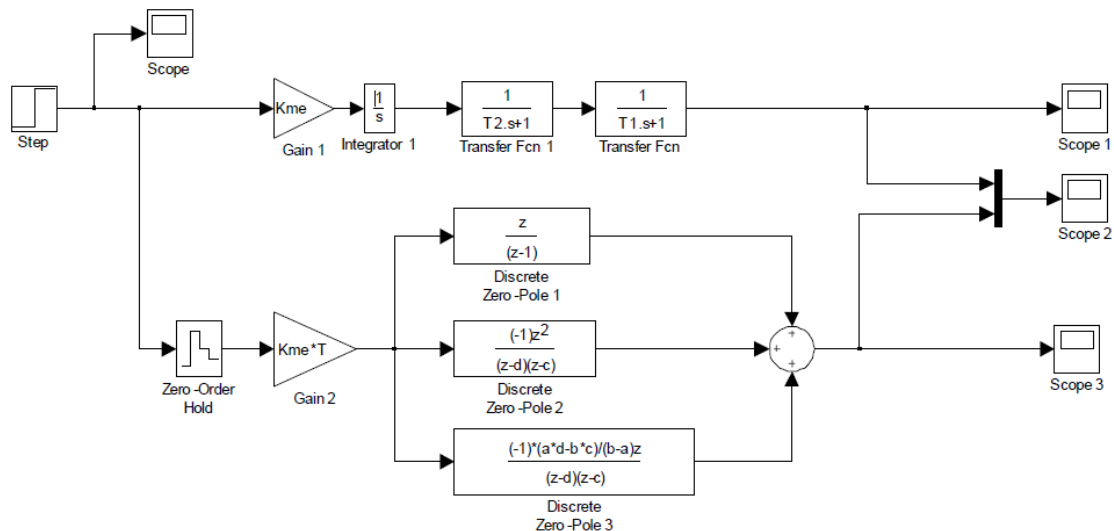 Scope
Step
Kme
Gain 1
1
s
Integrator 1
1
T2.s+1
Transfer Fcn 1
1
T1.s+1
Transfer Fcn
Scope 1
Scope 2
z
(z-1)
Discrete
Zero -Pole 1
Zero -Order
Hold
Kme*T
Gain 2
(-1)z2
(z-d)(z-c)
Discrete
Zero -Pole 2
+
+
+
Scope 3
(-1)*(a*d-b*c)/(b-a)z
(z-d)(z-c)
Discrete
Zero -Pole 3